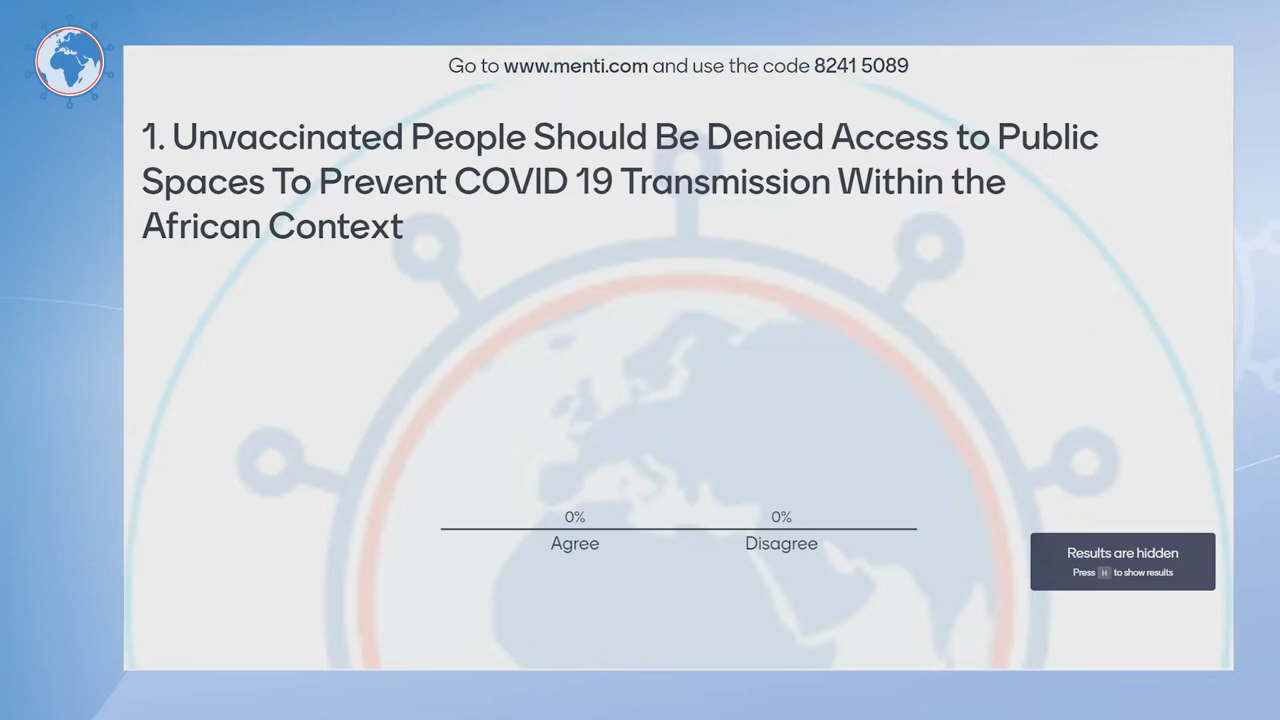 Go to www.menti.com and use the code 8241 5089
1. Unvaccinated People Should Be Denied Access to Public
Spaces To Prevent COVID 19 Transmission Within the
African Context
0% 0%
Agree Disagree
Results are hidden
Press H to show results